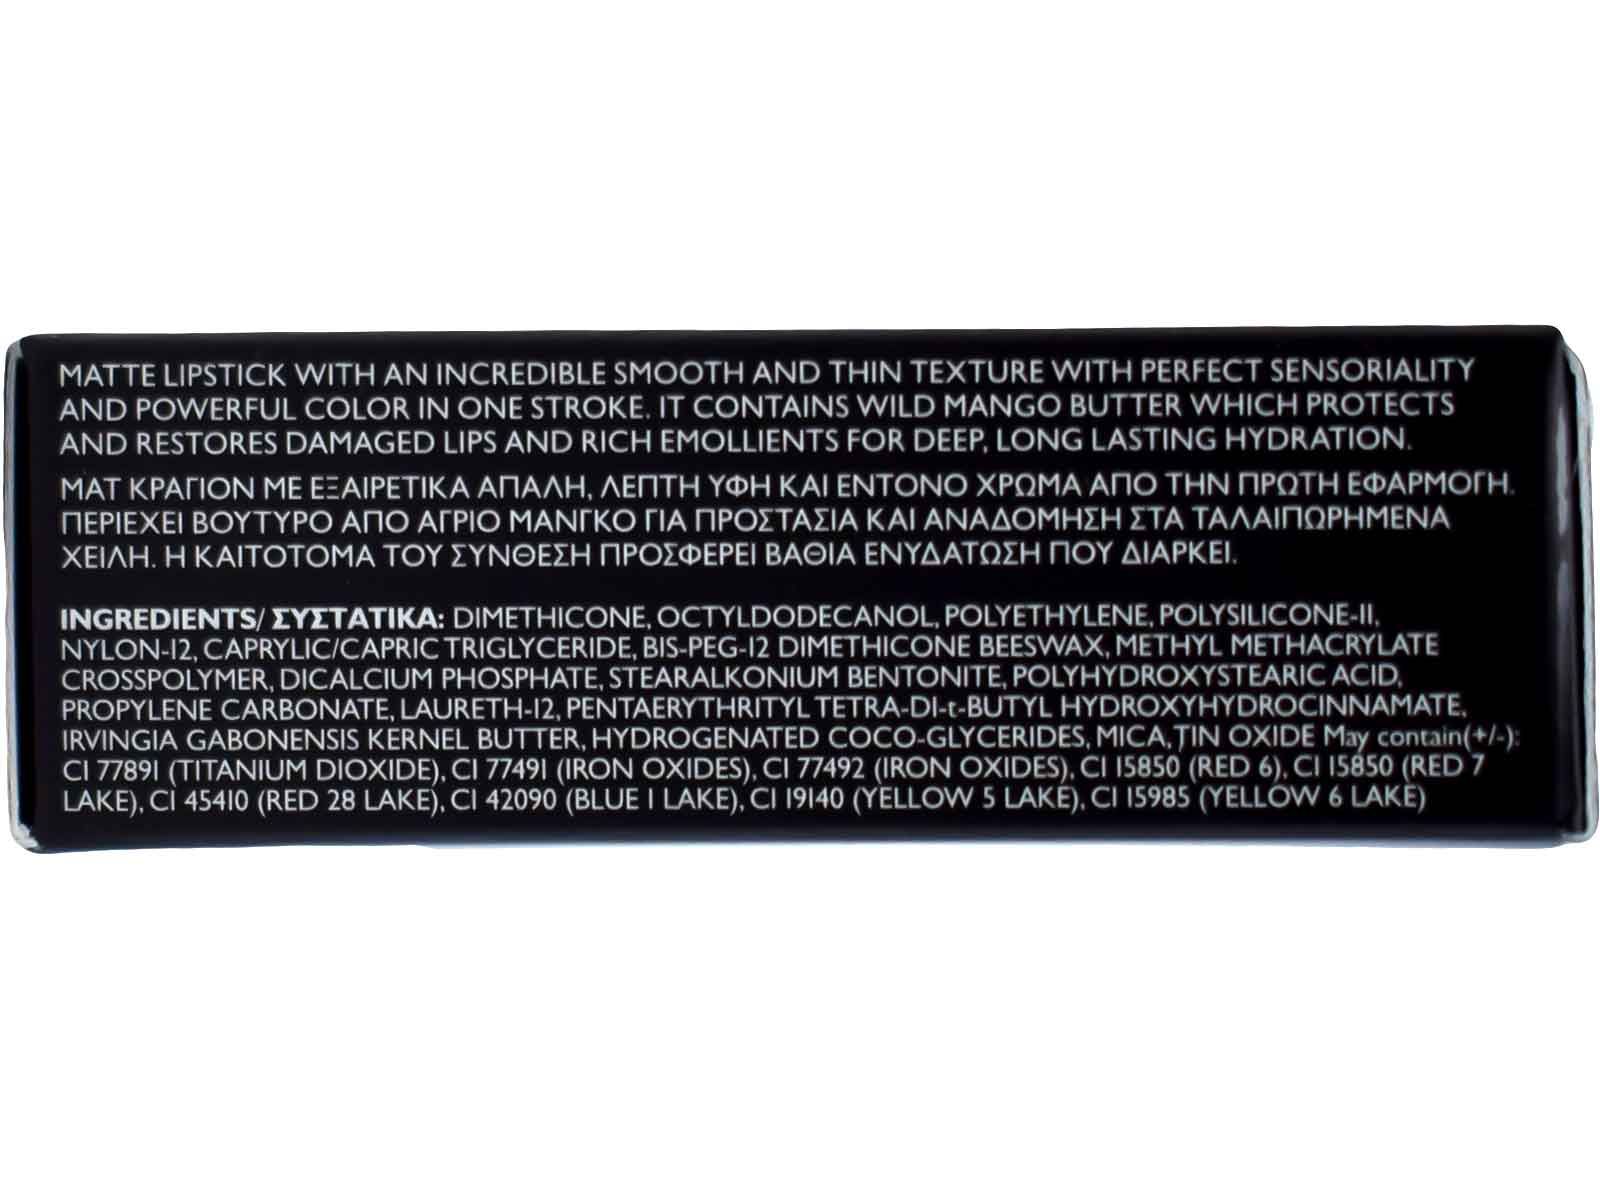 MATTE LIPSTICK WITH AN INCREDIBLE SMOOTH AND THIN TEXTURE WITH PERFECT SENSORIALITY
AND POWERFUL COLOR IN ONE STROKE. IT CONTAINS WILD MANGO BUTTER WHICH PROTECTS
AND RESTORES DAMAGED LIPS AND RICH EMOLLIENTS FOR DEEP, LONG LASTING HYDRATION.
ΜΑΤ ΚΡΑΓΙΟΝ ΜΕ ΕΞΑΙΡΕΤΙΚΑ ΑΠΑΛΗ, ΛΕΠΤΗ ΥΦΗ ΚΑΙ ΕΝΤΟΝΟ ΧΡΩΜΑ ΑΠΟ ΤΗΝ ΠΡΩΤΗ ΕΦΑΡΜΟΓΗ.
ΠΕΡΙΕΧΕΙ ΒΟΥΤΥΡΟ ΑΠΟ ΑΓΡΙΟ ΜΑΝΓΚΟ ΓΙΑ ΠΡΟΣΤΑΣΙΑ ΚΑΙ ΑΝΑΔΟΜΗΣΗ ΣΤΑ ΤΑΛΑΙΠΩΡΗΜΕΝΑ
ΧΕΙΛΗ. Η ΚΑΙΤΟΤΟΜΑ ΤΟΥ ΣΥΝΘΕΣΗ ΠΡΟΣΦΕΡΕΙ ΒΑΘΙΑ ΕΝΥΔΑΤΩΣΗ ΠΟΥ ΔΙΑΡΚΕΙ.
INGREDIENTS/ ΣΥΣΤΑΤΙΚΑ: DIMETHICONE, OCTYLDODECANOL, POLYETHYLENE, POLYSILICONE-11,
NYLON-12, CAPRYLIC/CAPRIC TRIGLYCERIDE, BIS-PEG-12 DIMETHICONE BEESWAX, METHYL METHACRYLATE
CROSSPOLYMER, DICALCIUM PHOSPHATE, STEARALKONIUM BENTONITE, POLYHYDROXYSTEARIC ACID,
PROPYLENE CARBONATE, LAURETH-12, PENTAERYTHRITYL TETRA-DI-t-BUTYL HYDROXYHYDROCINNAMATE,
IRVINGIA GABONENSIS KERNEL BUTTER, HYDROGENATED COCO-GLYCERIDES, MICA, TIN OXIDE May contain(+/-):
CI 77891 (TITANIUM DIOXIDE), CI 77491 (IRON OXIDES), CI 77492 (IRON OXIDES), CI 15850 (RED 6), CI 15850 (RED 7
LAKE), CI 45410 (RED 28 LAKE), CI 42090 (BLUE 1 LAKE), CI 19140 (YELLOW 5 LAKE), CI 15985 (YELLOW 6 LAKE)